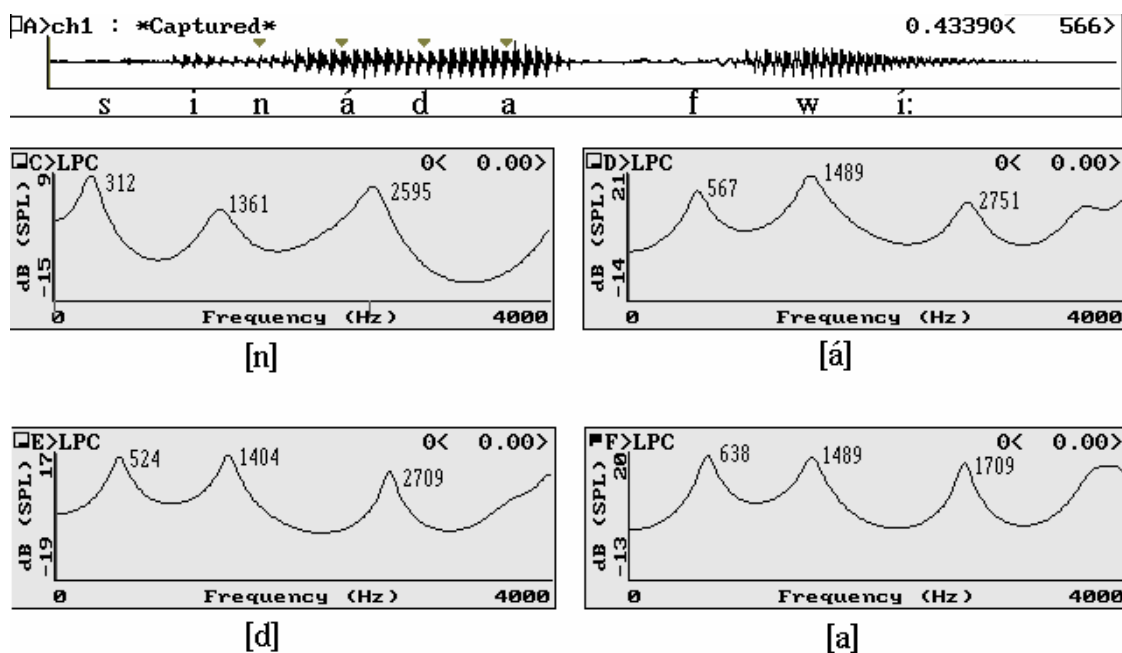 A>ch1 : *Captured* 0.43390< 566>
s i n á d a f w í:
C>LPC 0< 0.00>
9
312
1361
2595
dB (SPL)
-15
0 Frequency (Hz) 4000
[n]
D>LPC 0< 0.00>
21
567
1489
2751
dB (SPL)
-14
0 Frequency (Hz) 4000
[á]
E>LPC 0< 0.00>
17
524
1404
2709
dB (SPL)
-19
0 Frequency (Hz) 4000
[d]
F>LPC 0< 0.00>
20
638
1489
1709
dB (SPL)
-13
0 Frequency (Hz) 4000
[a]